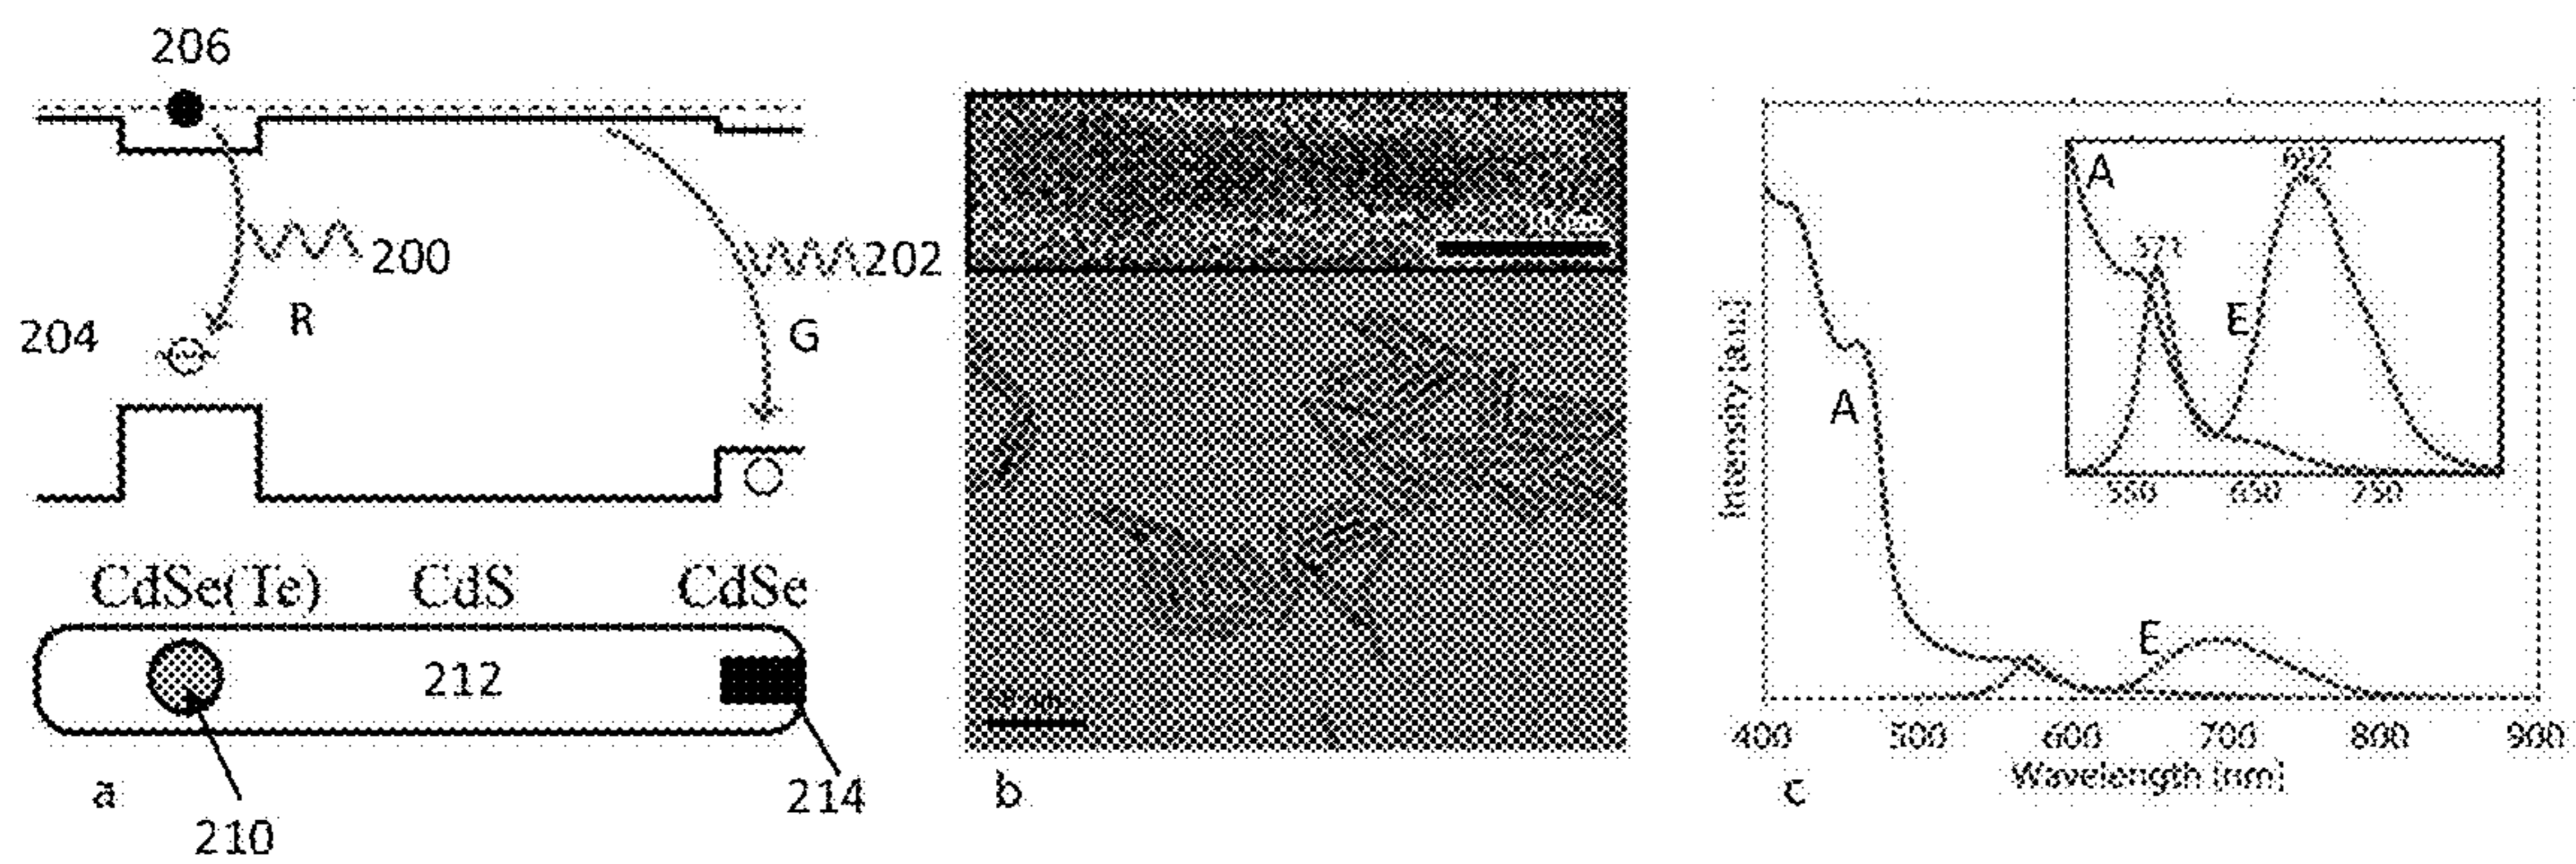 206
200
202
R
G
204
CdSe(Te) CdS CdSe
212
a
210
214
b
A
E
571
550 650 750
A
E
Intensity [a.u]
400 500 600 700 800 900
Wavelength [nm]
c